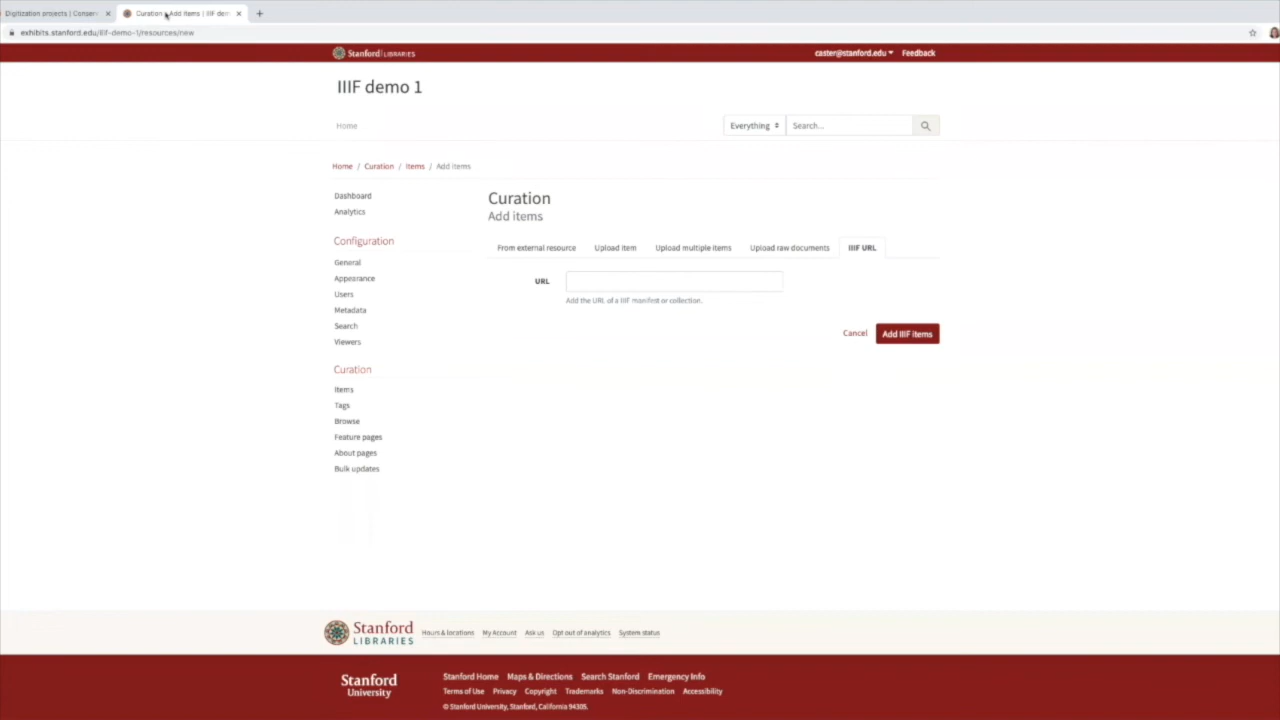 Digitization projects | Conser
Curation Add items | IIIF dem
exhibits.stanford.edu/iiif-demo-1/resources/new
Stanford LIBRARIES
caster@stanford.edu
Feedback
IIIF demo 1
Home
Everything
Search...
Home / Curation / Items / Add items
Dashboard
Analytics
Configuration
General
Appearance
Users
Metadata
Search
Viewers
Curation
Items
Tags
Browse
Feature pages
About pages
Bulk updates
Curation
Add items
From external resource
Upload item
Upload multiple items
Upload raw documents
IIIF URL
URL
Add the URL of a IIIF manifest or collection.
Cancel
Add IIIF items
Stanford
LIBRARIES
Hours & locations
My Account
Ask us
Opt out of analytics
System status
Stanford
University
Stanford Home Maps & Directions Search Stanford Emergency Info
Terms of Use Privacy Copyright Trademarks Non-Discrimination Accessibility
© Stanford University, Stanford, California 94305.